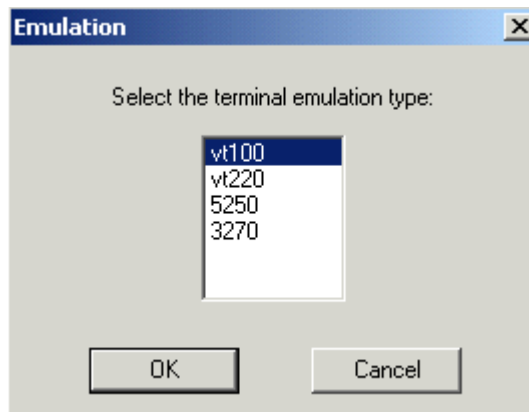 Emulation
Select the terminal emulation type:
vt100
vt220
5250
3270
OK
Cancel